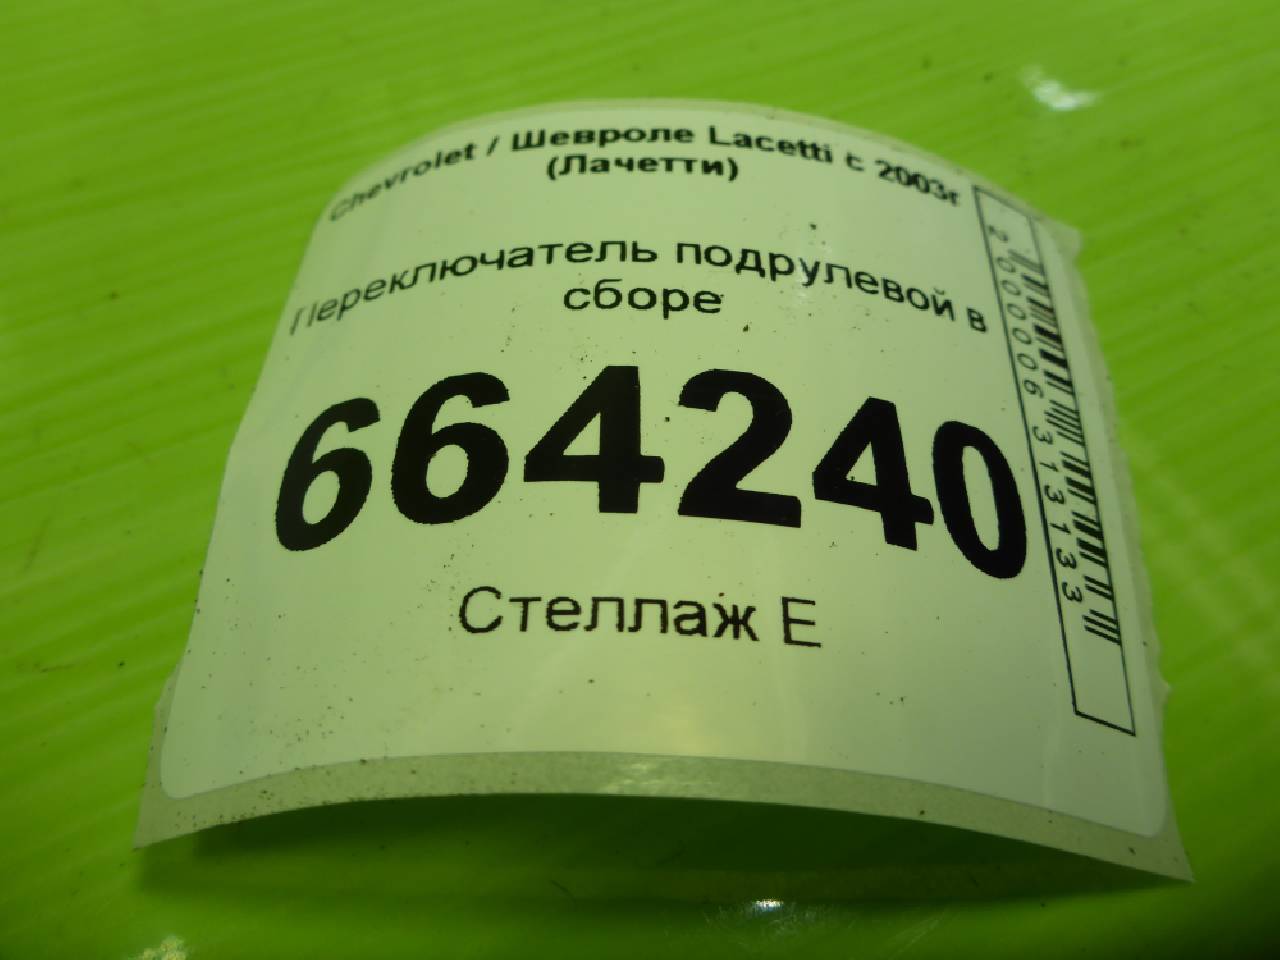 Chevrolet / Шевроле Lacetti с 2003г
(Лачетти)
Переключатель подрулевой в
сборе
664240
Стеллаж Е
2000006313133